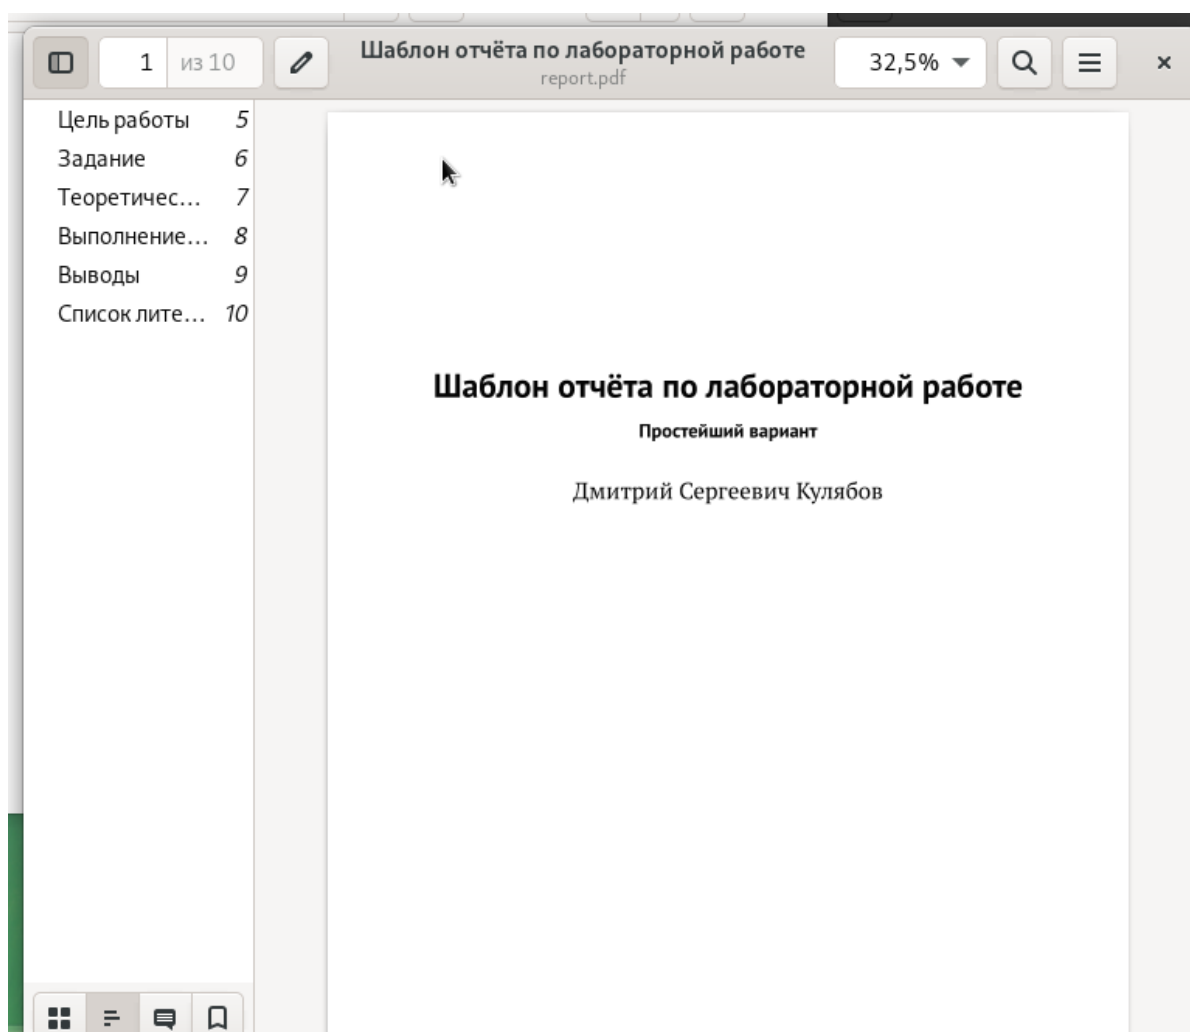 1 из 10 Шаблон отчёта по лабораторной работе 32,5%
report.pdf
Цель работы 5
Задание 6
Теоретичес… 7
Выполнение… 8
Выводы 9
Список лите… 10
Шаблон отчёта по лабораторной работе
Простейший вариант
Дмитрий Сергеевич Кулябов